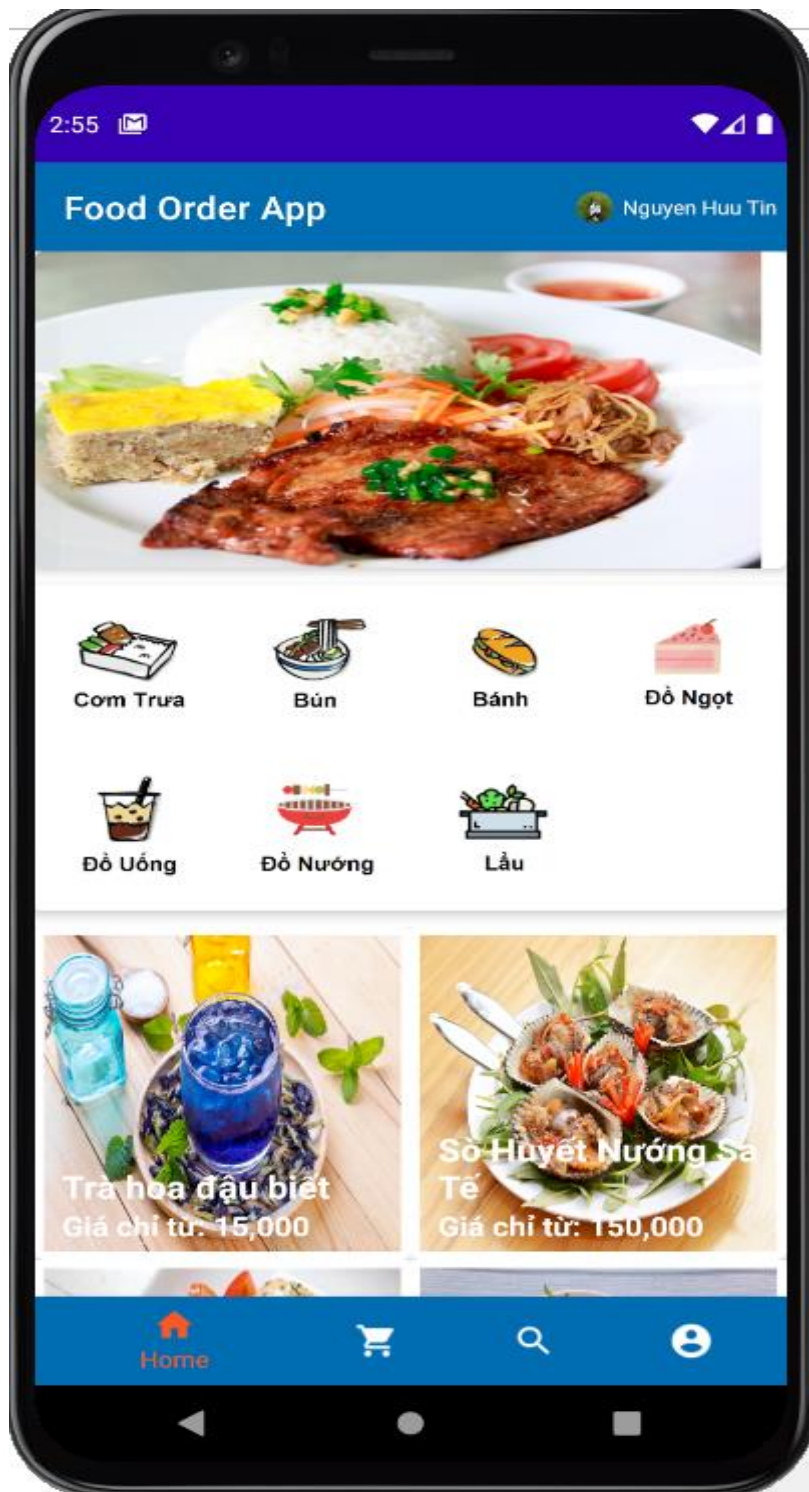 2:55
Food Order App
Nguyen Huu Tin
Cơm Trưa
Bún
Bánh
Đồ Ngọt
Đồ Uống
Đồ Nướng
Lẩu
Trà hoa đậu biết
Giá chỉ từ: 15,000
Sò Huyết Nướng Sa
Tế
Giá chỉ từ: 150,000
Home